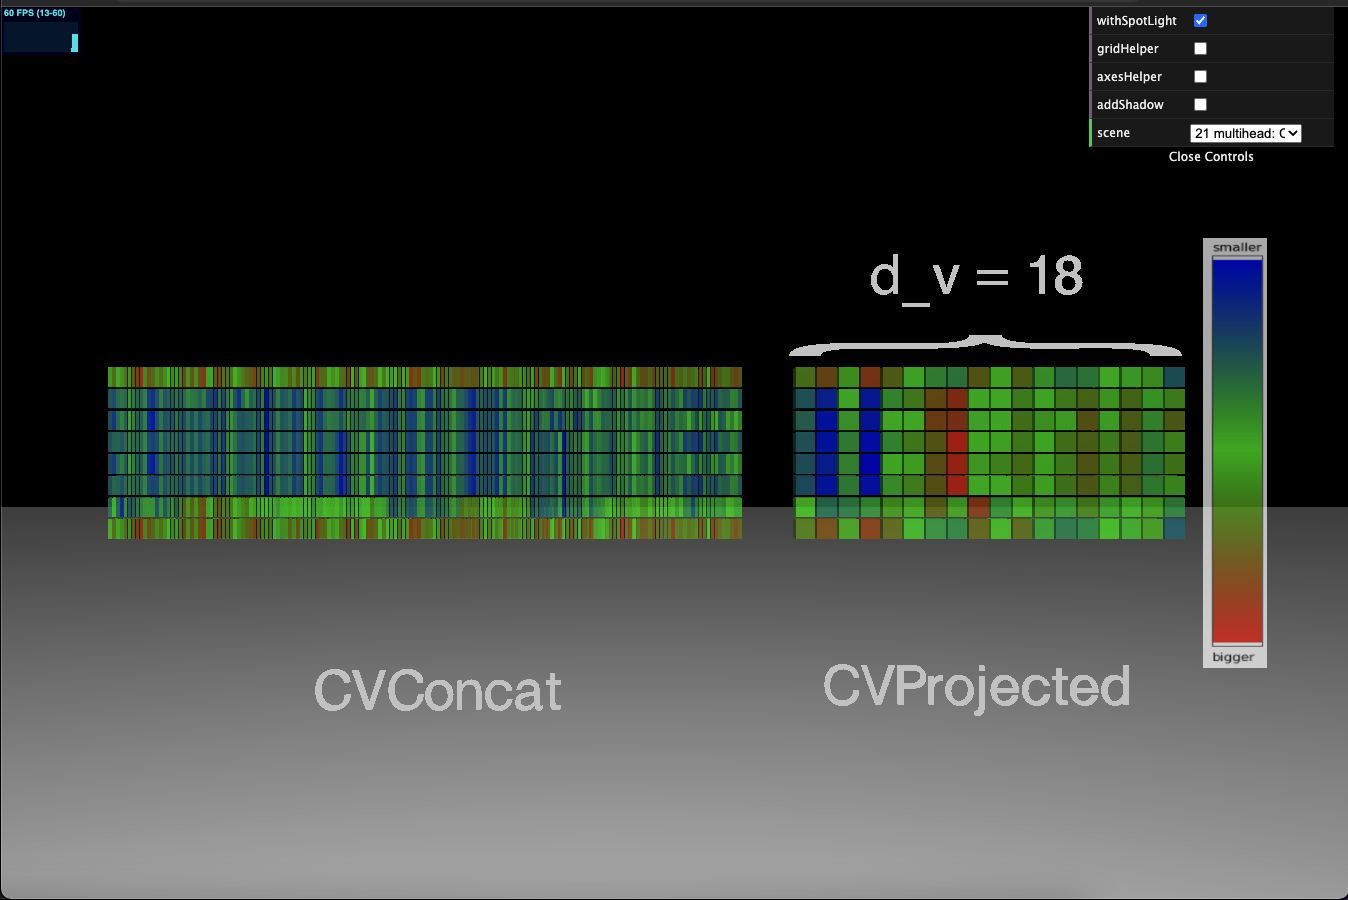 60 FPS (13-60)
withSpotLight
gridHelper
axesHelper
addShadow
scene 21 multihead: C
Close Controls
smaller
d_v = 18
bigger
CVConcat
CVProjected